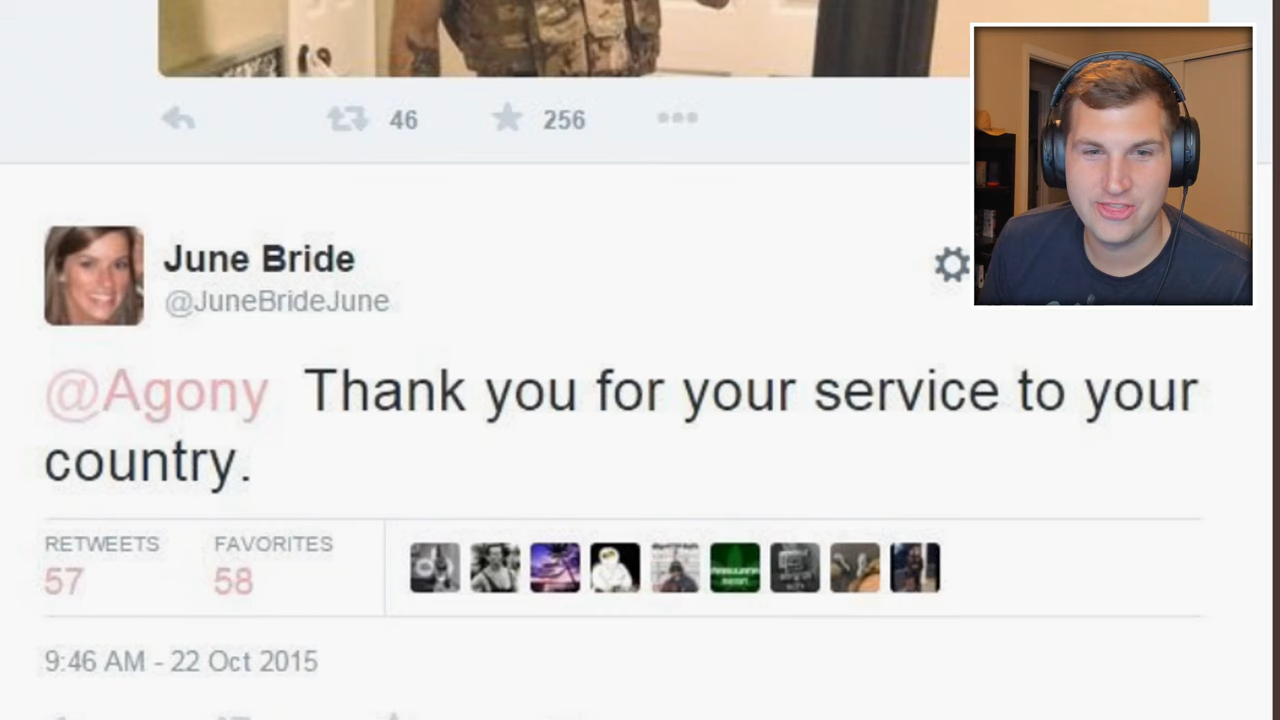 46 256
June Bride
@JuneBrideJune
@Agony Thank you for your service to your
country.
RETWEETS FAVORITES
57 58
9:46 AM - 22 Oct 2015